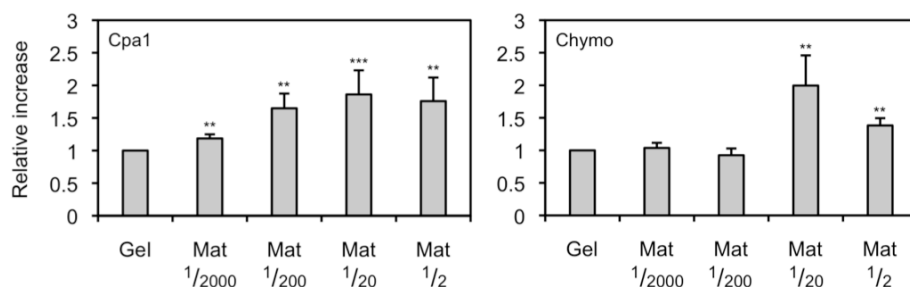 Relative increase
3
2.5
2
1.5
1
0.5
0
Cpa1
**
**
***
**
Gel
Mat 1/2000
Mat 1/200
Mat 1/20
Mat 1/2
3
2.5
2
1.5
1
0.5
0
Chymo
**
**
Gel
Mat 1/2000
Mat 1/200
Mat 1/20
Mat 1/2